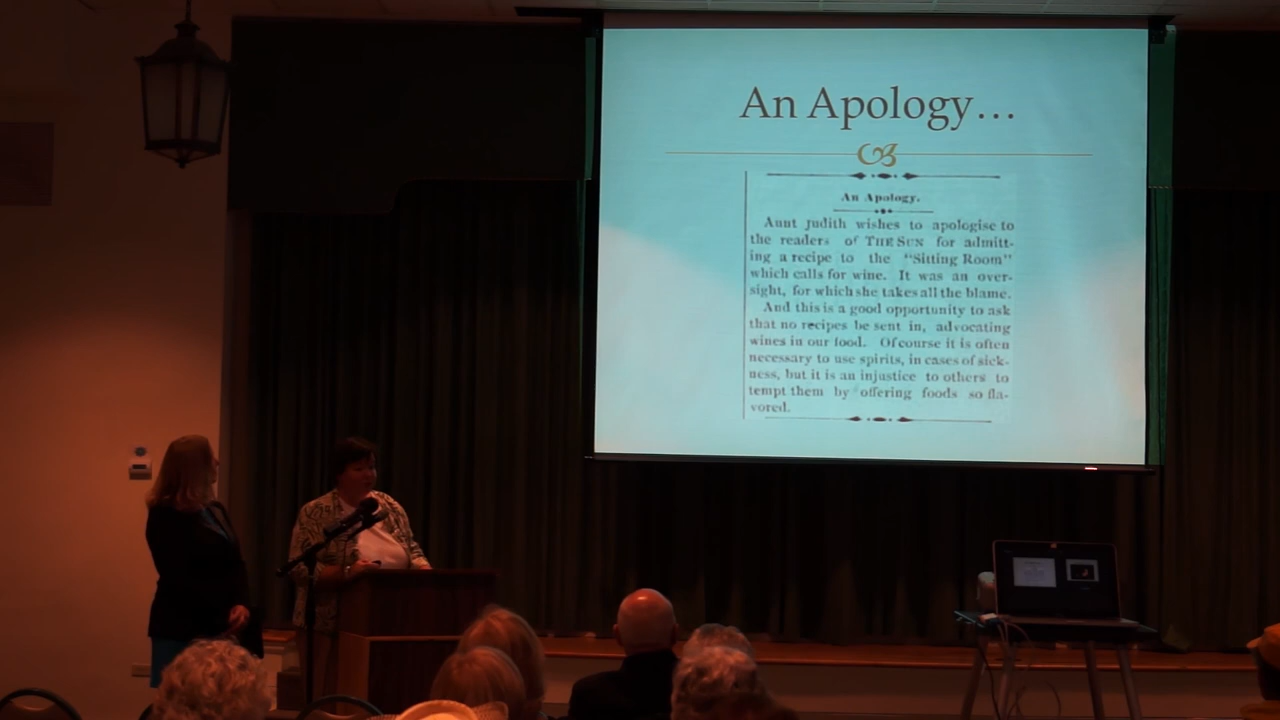 An Apology...
An Apology.
Aunt Judith wishes to apologise to
the readers of THE SUN for admitt-
ing a recipe to the "Sitting Room"
which calls for wine. It was an over-
sight, for which she takes all the blame.
And this is a good opportunity to ask
that no recipes be sent in, advocating
wines in our food. Of course it is often
necessary to use spirits, in cases of sick-
ness, but it is an injustice to others to
tempt them by offering foods so fla-
vored.